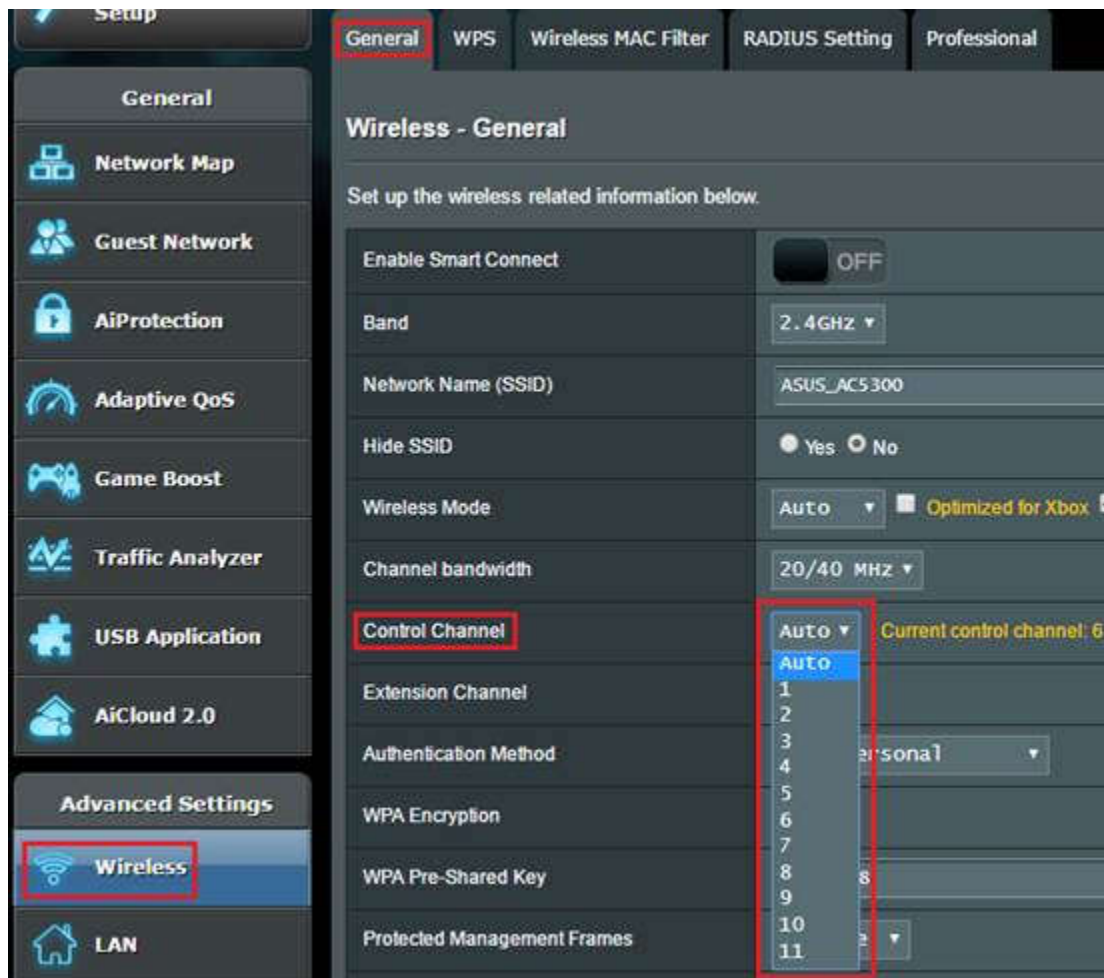 Setup
General WPS Wireless MAC Filter RADIUS Setting Professional
General
Network Map
Guest Network
AiProtection
Adaptive QoS
Game Boost
Traffic Analyzer
USB Application
AiCloud 2.0
Advanced Settings
Wireless
LAN
Wireless - General
Set up the wireless related information below.
Enable Smart Connect OFF
Band 2.4GHz
Network Name (SSID) ASUS_AC5300
Hide SSID Yes No
Wireless Mode Auto Optimized for Xbox
Channel bandwidth 20/40 MHz
Control Channel Auto Current control channel: 6
Auto
1
2
3
4
5
6
7
8
9
10
11
Extension Channel
Authentication Method
WPA Encryption
WPA Pre-Shared Key 8
Protected Management Frames